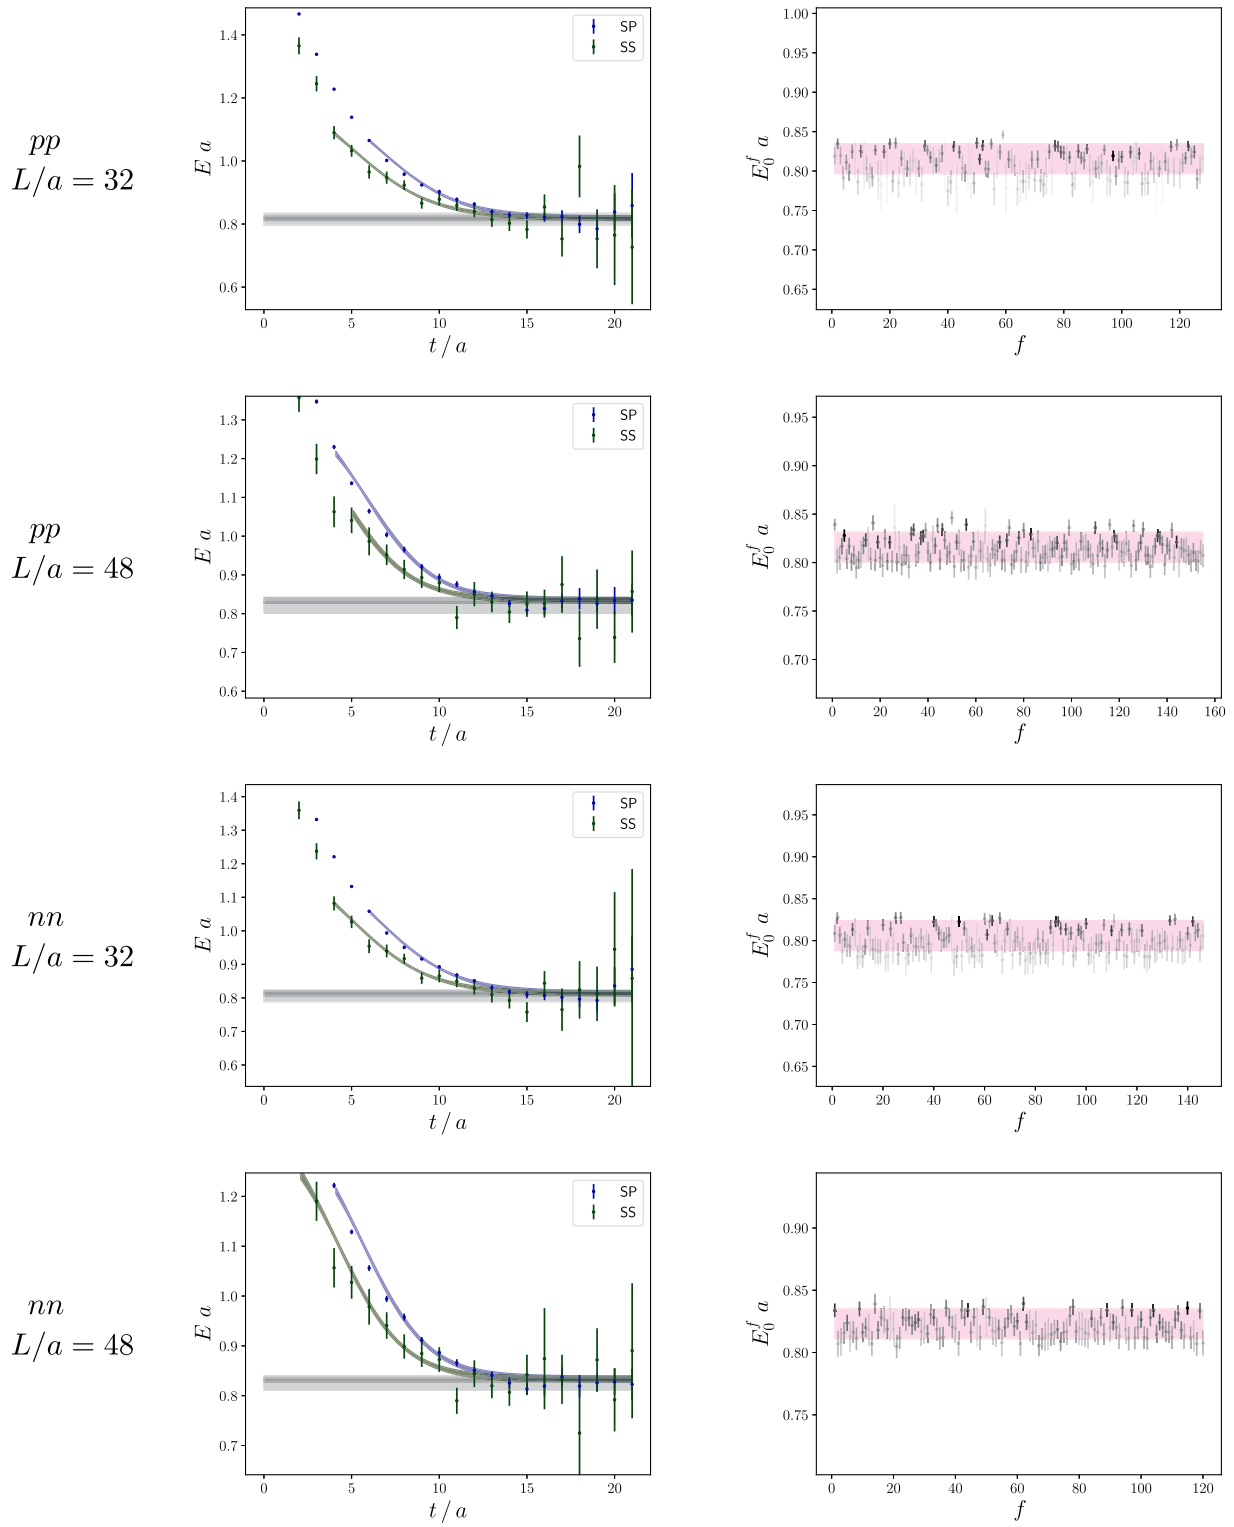 pp
L/a = 32
E a
1.4
1.2
1.0
0.8
0.6
SP
SS
0 5 10 15 20
t / a
E_0^f a
1.00
0.95
0.90
0.85
0.80
0.75
0.70
0.65
0 20 40 60 80 100 120
f
pp
L/a = 48
E a
1.3
1.2
1.1
1.0
0.9
0.8
0.7
0.6
SP
SS
0 5 10 15 20
t / a
E_0^f a
0.95
0.90
0.85
0.80
0.75
0.70
0 20 40 60 80 100 120 140 160
f
nn
L/a = 32
E a
1.4
1.3
1.2
1.1
1.0
0.9
0.8
0.7
0.6
SP
SS
0 5 10 15 20
t / a
E_0^f a
0.95
0.90
0.85
0.80
0.75
0.70
0.65
0 20 40 60 80 100 120 140
f
nn
L/a = 48
E a
1.2
1.1
1.0
0.9
0.8
0.7
SP
SS
0 5 10 15 20
t / a
E_0^f a
0.90
0.85
0.80
0.75
0 20 40 60 80 100 120
f